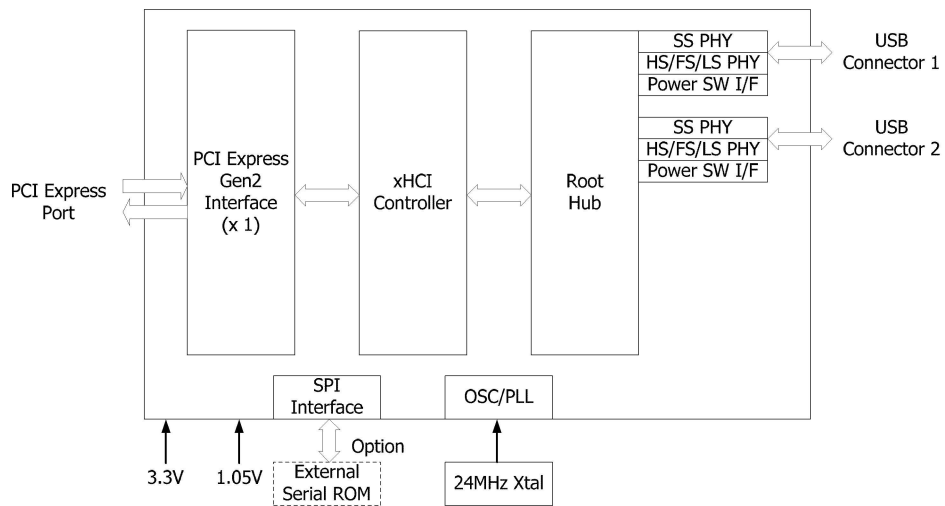 SS PHY
HS/FS/LS PHY
Power SW I/F
USB
Connector 1
SS PHY
HS/FS/LS PHY
Power SW I/F
USB
Connector 2
PCI Express
Port
PCI Express
Gen2
Interface
(x 1)
xHCI
Controller
Root
Hub
SPI
Interface
OSC/PLL
3.3V
1.05V
Option
External
Serial ROM
24MHz Xtal